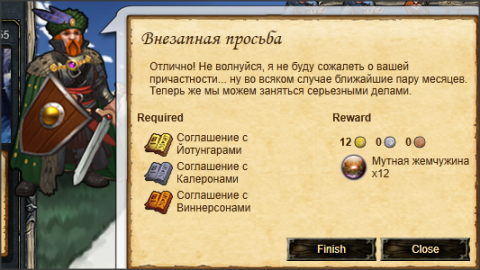 65
Внезапная просьба
Отлично! Не волнуйся, я не буду сожалеть о вашей
причастности... ну во всяком случае ближайшие пару месяцев.
Теперь же мы можем заняться серьезными делами.
Required
Reward
Соглашение с
Йотунгарами
12 0 0
Соглашение с
Калеронами
Мутная жемчужина
x12
Соглашение с
Виннерсонами
Finish
Close